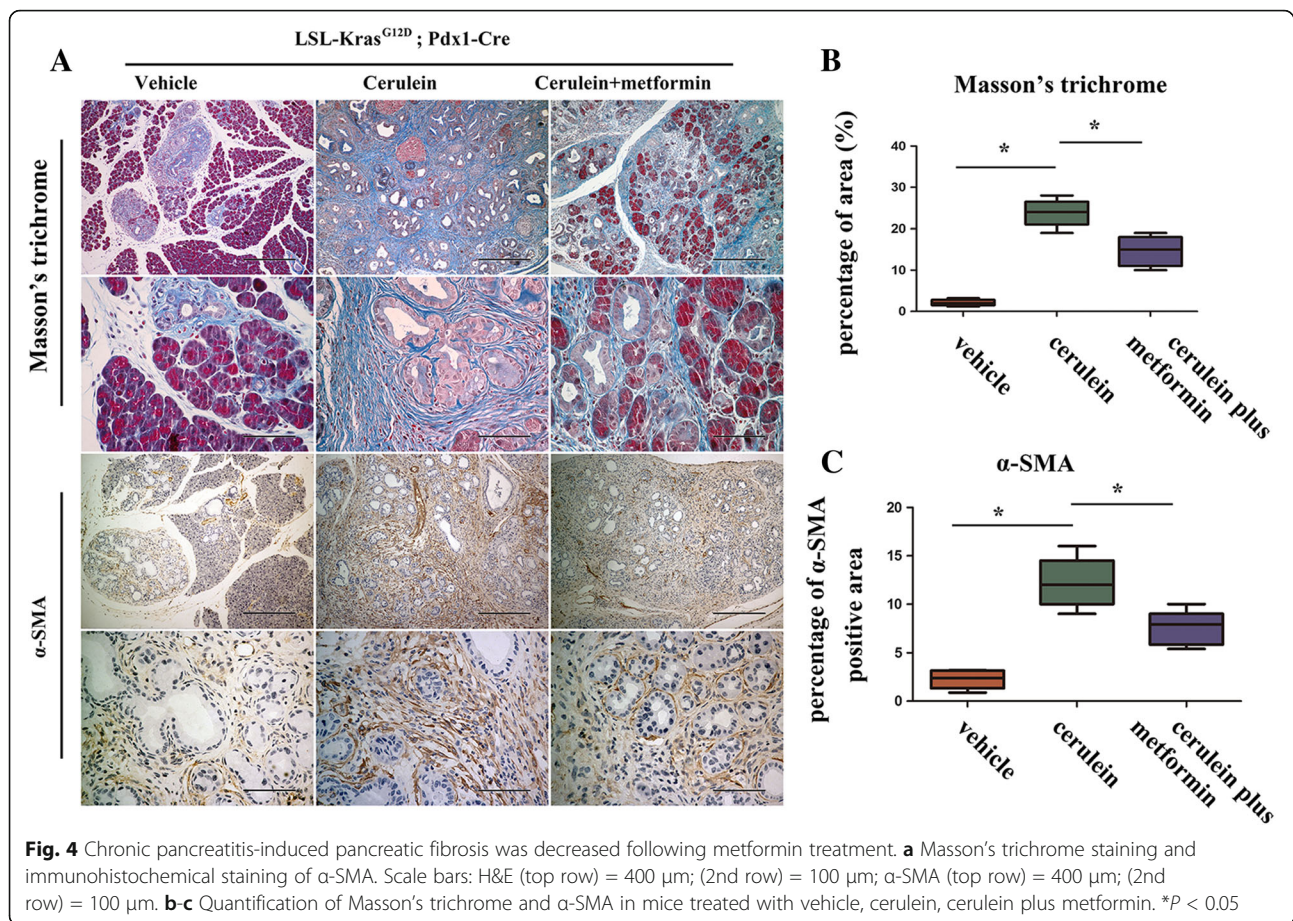 LSL-Kras^G12D ; Pdx1-Cre
A
Vehicle
Cerulein
Cerulein+metformin
Masson's trichrome
α-SMA
B
Masson's trichrome
percentage of area (%)
40
30
20
10
0
*
*
vehicle
cerulein
cerulein plus
metformin
C
α-SMA
percentage of α-SMA
positive area
20
15
10
5
0
*
*
vehicle
cerulein
cerulein plus
metformin
Fig. 4 Chronic pancreatitis-induced pancreatic fibrosis was decreased following metformin treatment. a Masson's trichrome staining and
immunohistochemical staining of α-SMA. Scale bars: H&E (top row) = 400 μm; (2nd row) = 100 μm; α-SMA (top row) = 400 μm; (2nd
row) = 100 μm. b-c Quantification of Masson's trichrome and α-SMA in mice treated with vehicle, cerulein, cerulein plus metformin. *P < 0.05